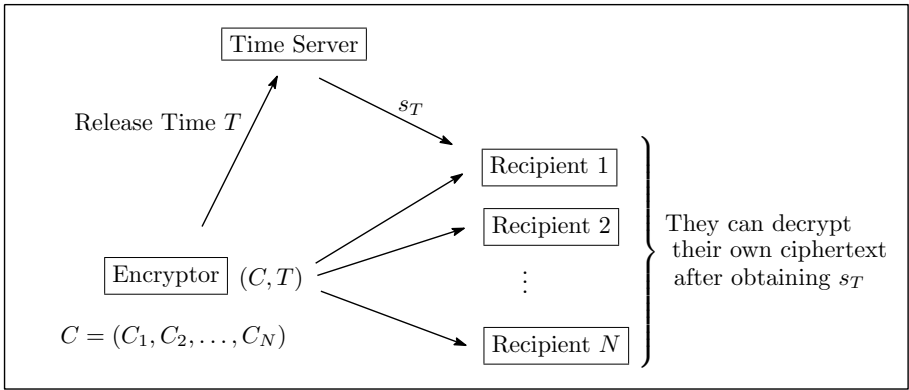 Time Server
s_T
Release Time T
Recipient 1
Recipient 2
They can decrypt
their own ciphertext
Encryptor (C, T)
⋮
after obtaining s_T
C = (C_1, C_2, . . . , C_N)
Recipient N